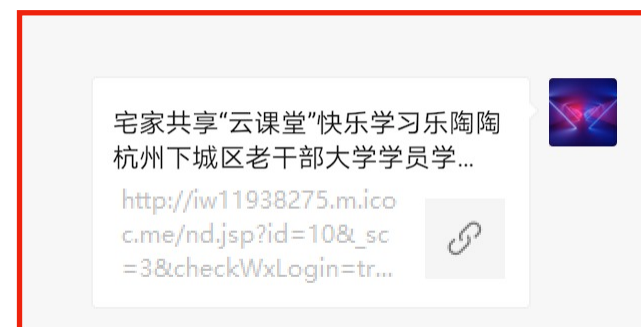 宅家共享“云课堂”快乐学习乐陶陶
杭州下城区老干部大学学员学...
http://iw11938275.m.ico
c.me/nd.jsp?id=10&_sc
=3&checkWxLogin=tr...